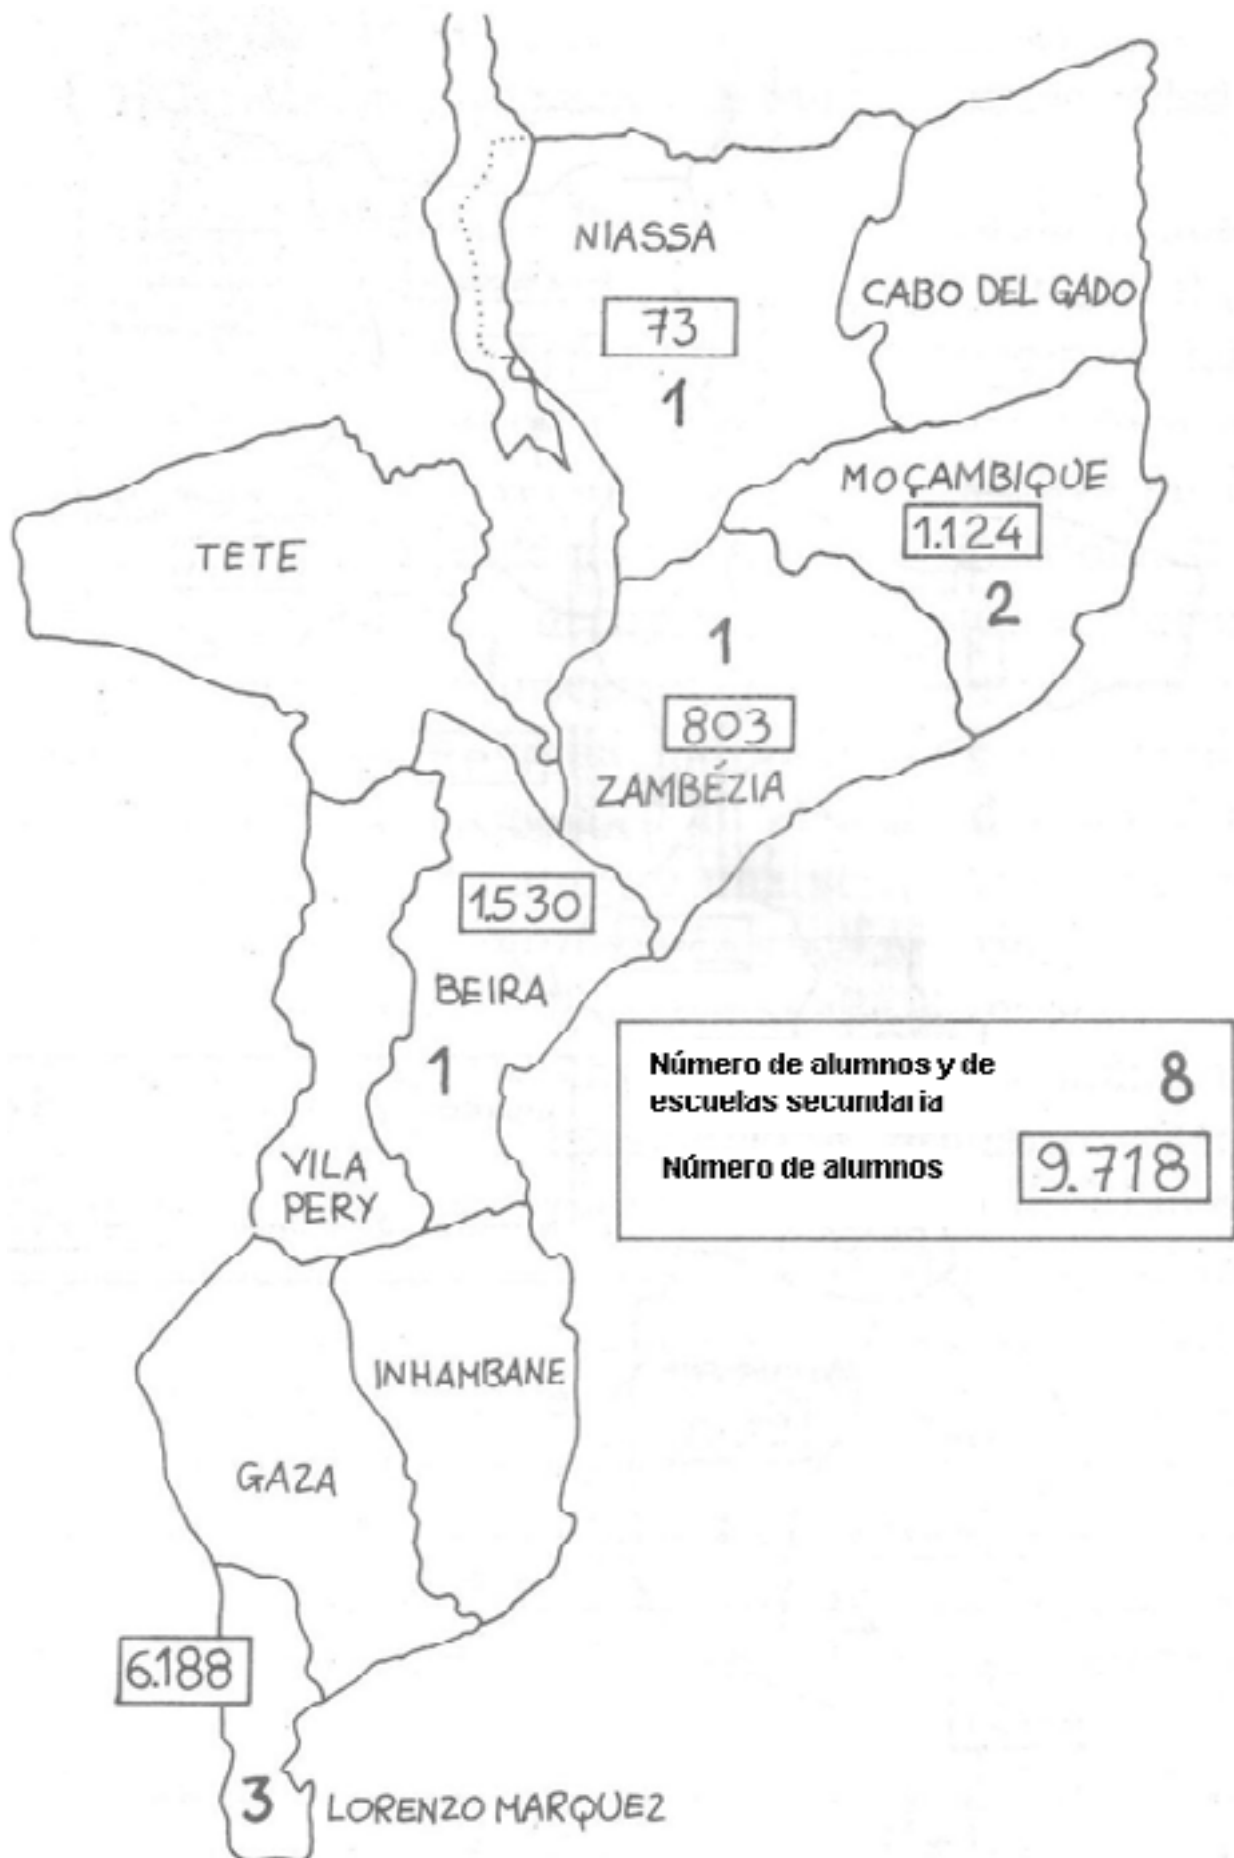 NIASSA
73
1
CABO DEL GADO
MOÇAMBIQUE
1.124
2
TETE
1
803
ZAMBÉZIA
1.530
BEIRA
1
Número de alumnos y de
escuelas secundaria
8
Número de alumnos
9.718
VILA
PERY
INHAMBANE
GAZA
6.188
3
LORENZO MARQUEZ